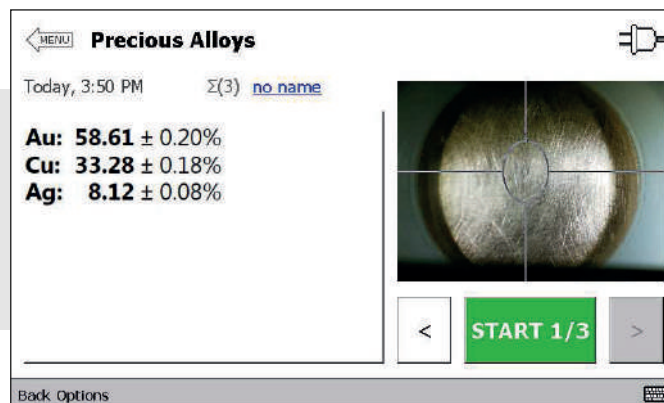 MENU Precious Alloys
Today, 3:50 PM Σ(3) no name
Au: 58.61 ± 0.20%
Cu: 33.28 ± 0.18%
Ag: 8.12 ± 0.08%
< START 1/3 >
Back Options